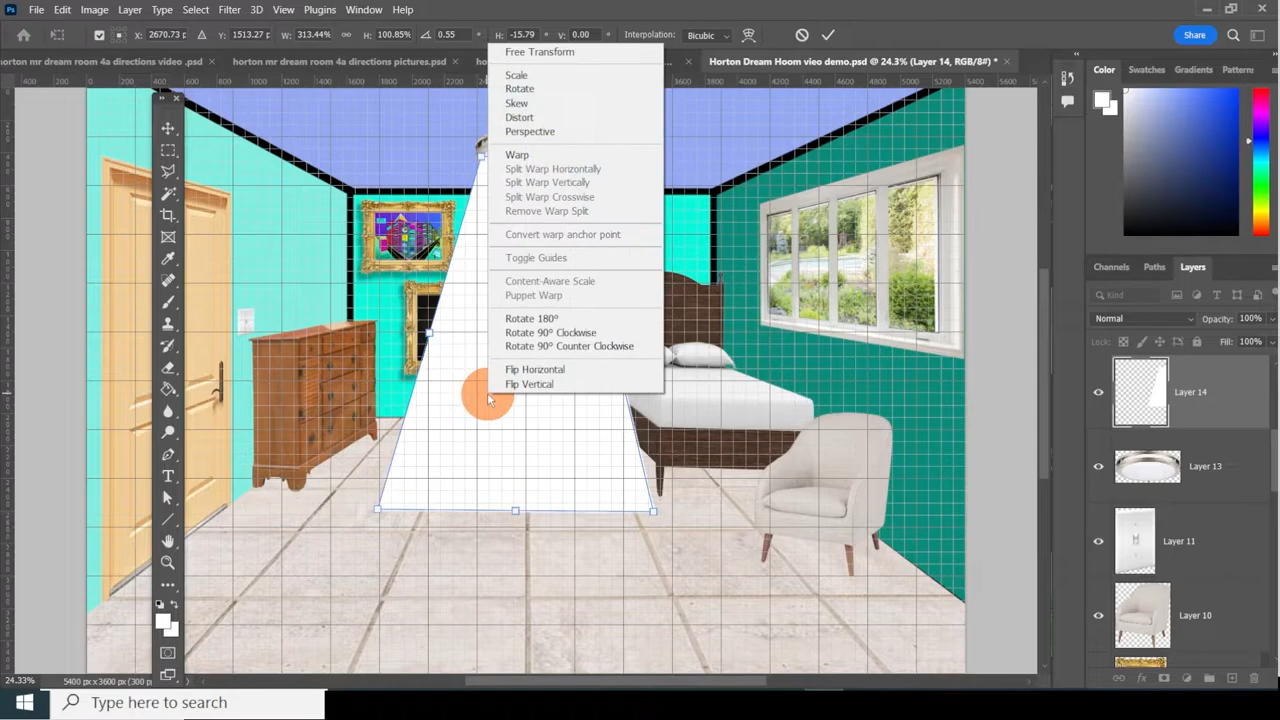 Ps File Edit Image Layer Type Select Filter 3D View Plugins Window Help
X: 2670.73 px Y: 1513.27 px W: 313.44% H: 100.85% 0.55 ° H: -15.79 V: 0.00 ° Interpolation: Bicubic Share
horton mr dream room 4a directions video .psd × horton mr dream room 4a directions pictures.psd × Horton Dream Hoom vieo demo.psd @ 24.3% (Layer 14, RGB/8#) * ×
Free Transform
Scale
Rotate
Skew
Distort
Perspective
Warp
Split Warp Horizontally
Split Warp Vertically
Split Warp Crosswise
Remove Warp Split
Convert warp anchor point
Toggle Guides
Content-Aware Scale
Puppet Warp
Rotate 180°
Rotate 90° Clockwise
Rotate 90° Counter Clockwise
Flip Horizontal
Flip Vertical
Color Swatches Gradients Patterns
Channels Paths Layers
Kind
Normal Opacity: 100%
Lock: Fill: 100%
Layer 14
Layer 13
Layer 11
Layer 10
24.33% 5400 px x 3600 px (300 p
Type here to search